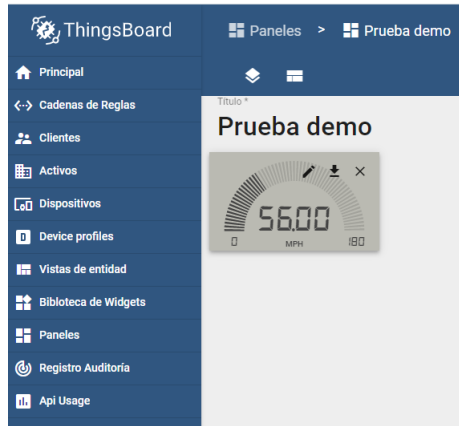 ThingsBoard
Paneles > Prueba demo
Principal
Cadenas de Reglas
Clientes
Activos
Dispositivos
Device profiles
Vistas de entidad
Bibloteca de Widgets
Paneles
Registro Auditoría
Api Usage
Título *
Prueba demo
56.00
0 MPH 180